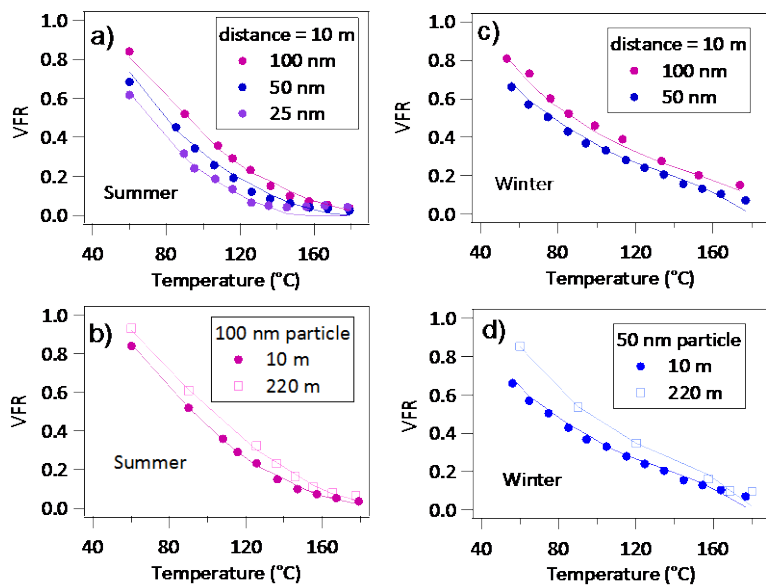 a)
distance = 10 m
100 nm
50 nm
25 nm
1.0
0.8
0.6
0.4
0.2
0.0
VFR
Summer
40 80 120 160
Temperature (°C)
c)
distance = 10 m
100 nm
50 nm
1.0
0.8
0.6
0.4
0.2
0.0
VFR
Winter
40 80 120 160
Temperature (°C)
b)
100 nm particle
10 m
220 m
1.0
0.8
0.6
0.4
0.2
0.0
VFR
Summer
40 80 120 160
Temperature (°C)
d)
50 nm particle
10 m
220 m
1.0
0.8
0.6
0.4
0.2
0.0
VFR
Winter
40 80 120 160
Temperature (°C)